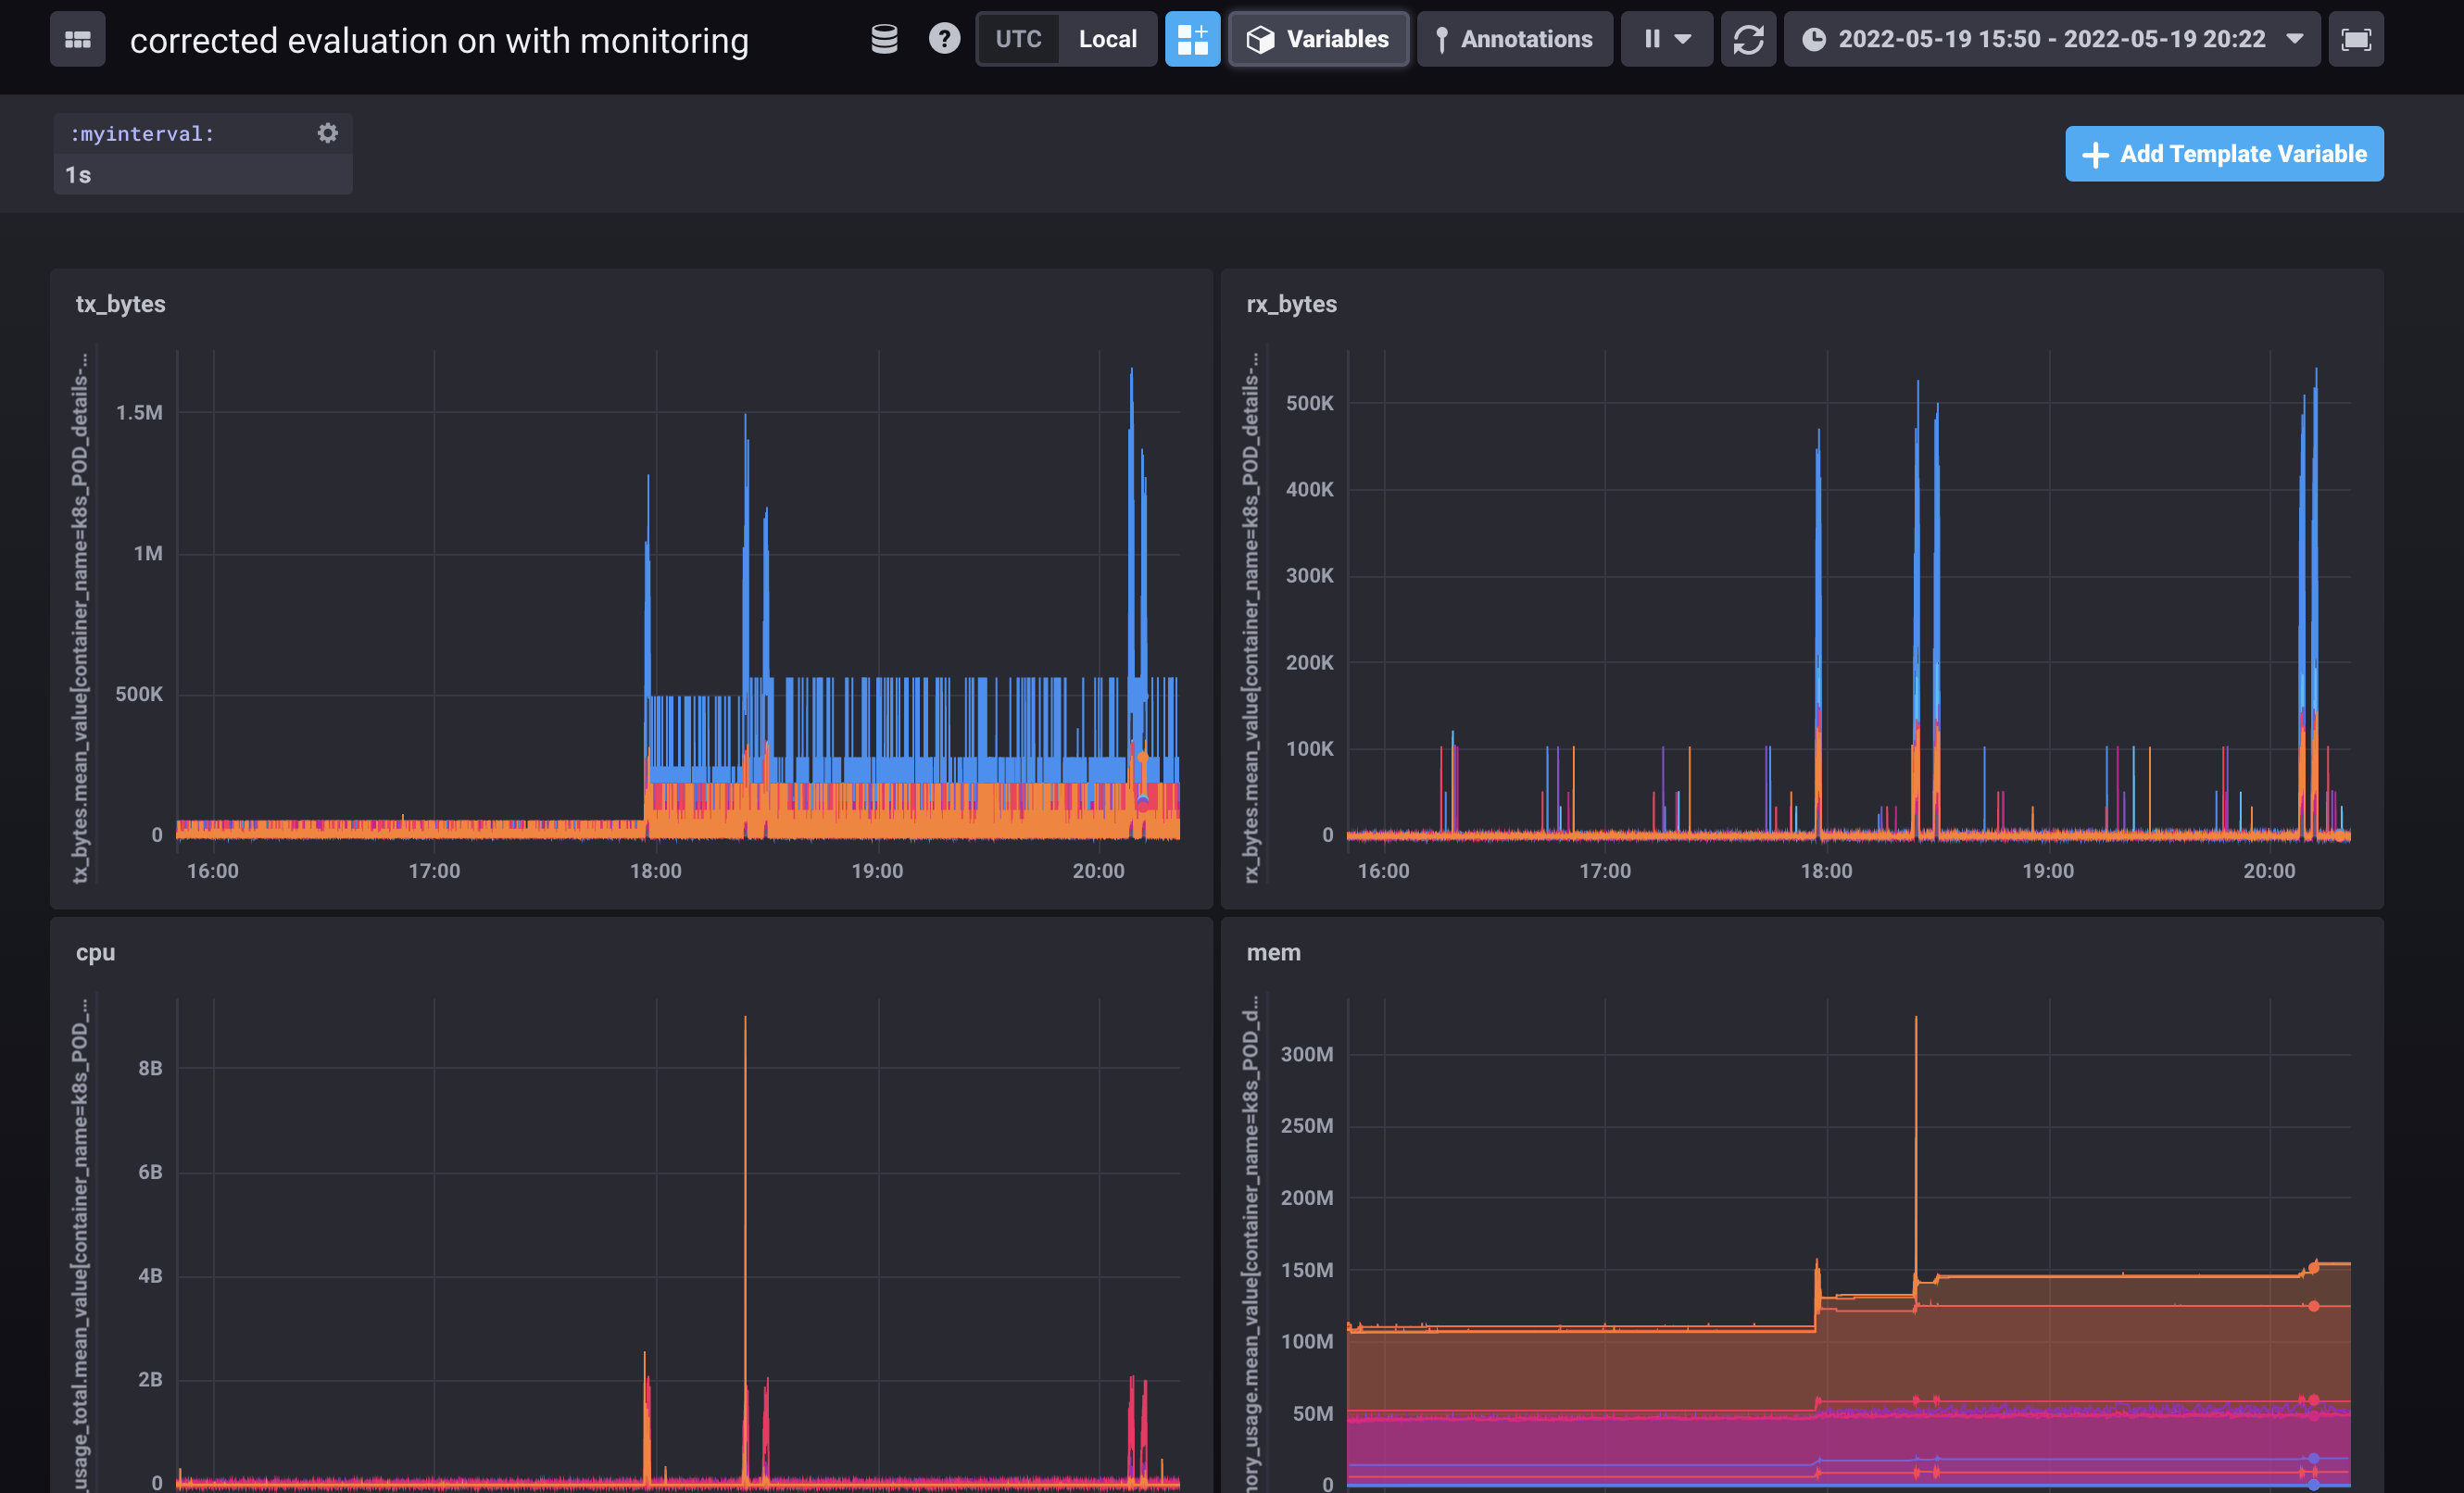 corrected evaluation on with monitoring
?
UTC
Local
Variables
Annotations
2022-05-19 15:50 - 2022-05-19 20:22
:myinterval:
1s
Add Template Variable
tx_bytes
tx_bytes.mean_value[container_name=k8s_POD_details-...
1.5M
1M
500K
0
16:00
17:00
18:00
19:00
20:00
rx_bytes
rx_bytes.mean_value[container_name=k8s_POD_details-...
500K
400K
300K
200K
100K
0
16:00
17:00
18:00
19:00
20:00
cpu
_usage_total.mean_value[container_name=k8s_POD_...
8B
6B
4B
2B
0
mem
nory_usage.mean_value[container_name=k8s_POD_d...
300M
250M
200M
150M
100M
50M
0